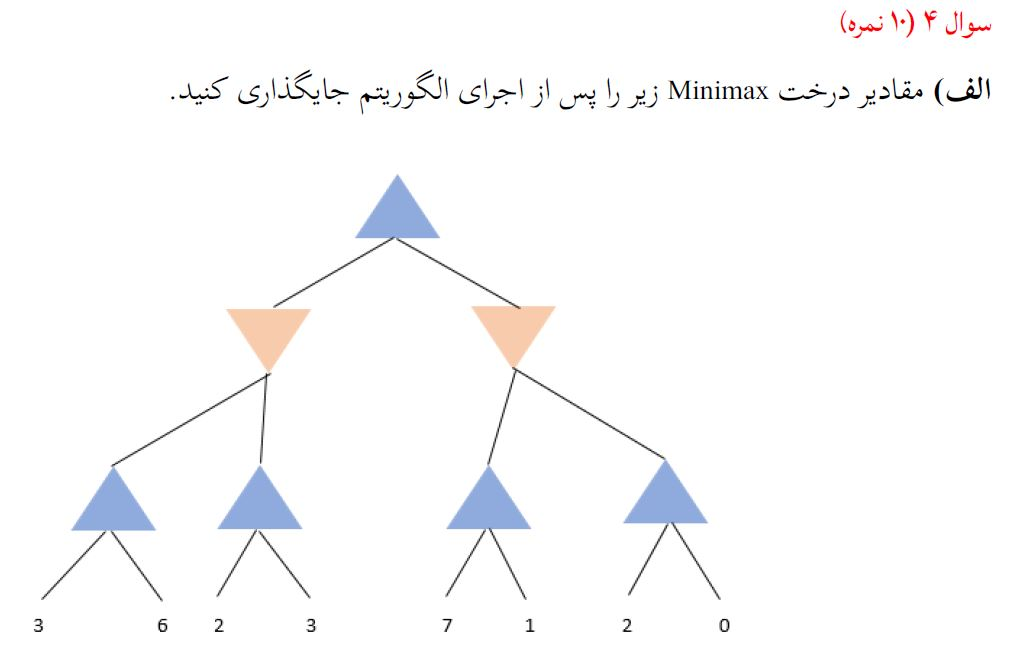 سوال ۴ (۱۰ نمره)
الف) مقادیر درخت Minimax زیر را پس از اجرای الگوریتم جایگذاری کنید.
3 6 2 3 7 1 2 0